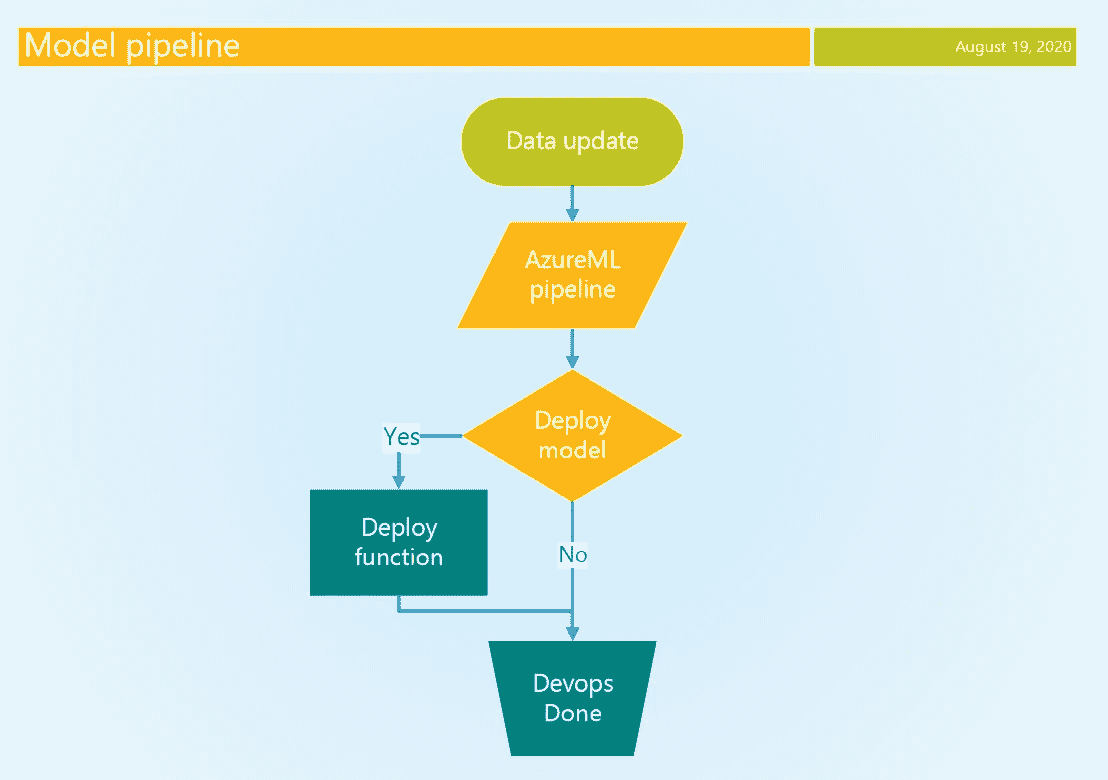 Model pipeline
August 19, 2020
Data update
AzureML
pipeline
Deploy
model
Yes
Deploy
function
No
Devops
Done